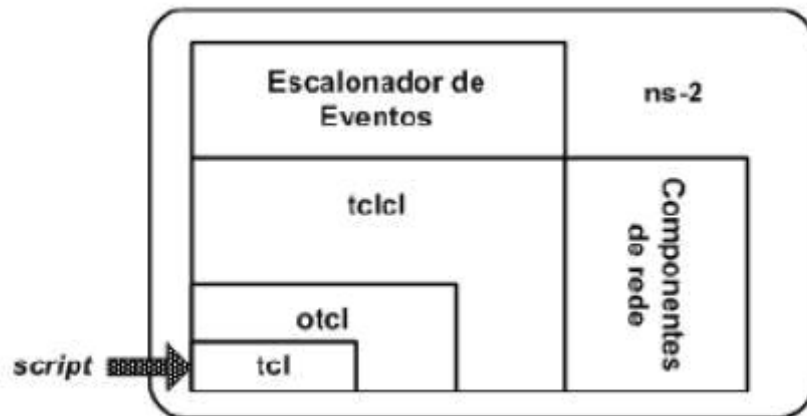 Escalonador de
Eventos
ns-2
tclcl
Componentes
de rede
otcl
script
tcl